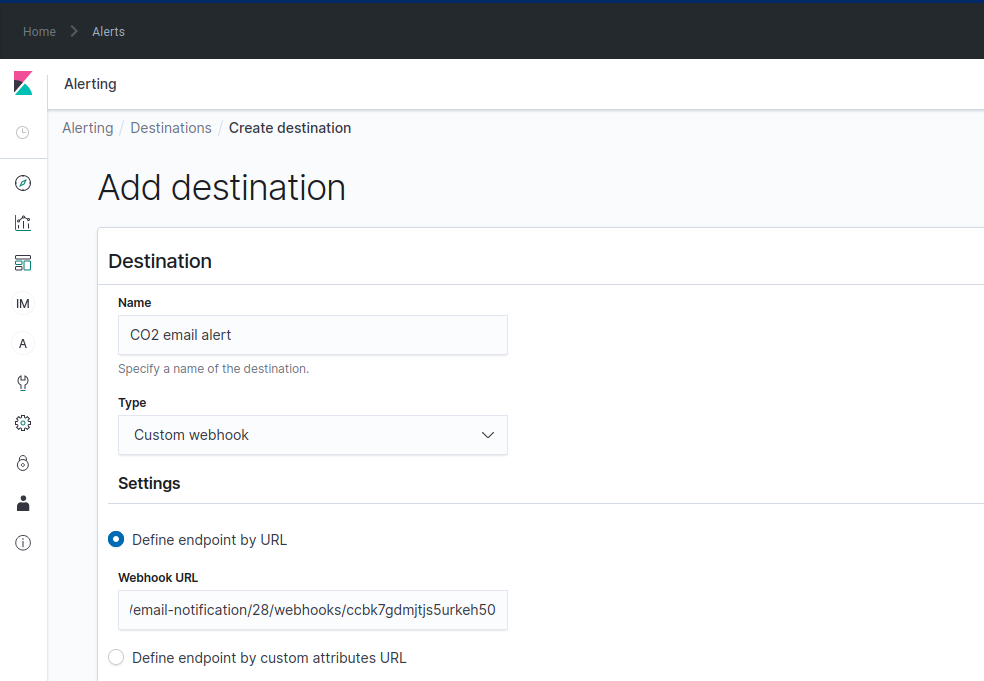 Home > Alerts
Alerting
Alerting / Destinations / Create destination
Add destination
IM
A
Destination
Name
CO2 email alert
Specify a name of the destination.
Type
Custom webhook
Settings
Define endpoint by URL
Webhook URL
/email-notification/28/webhooks/ccbk7gdmjtjs5urkeh50
Define endpoint by custom attributes URL